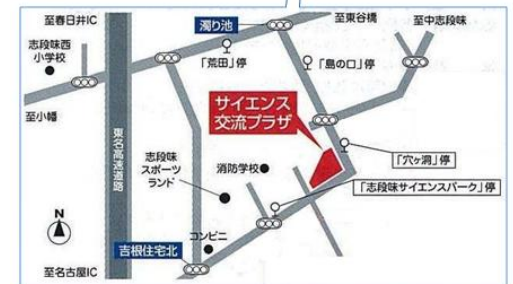 至春日井IC
濁り池
至東谷橋
至中志段味
志段味西
小学校
「荒田」停
「島の口」停
至小幡
サイエンス
交流プラザ
東名高速道路
志段味
スポーツ
ランド
消防学校
「穴ヶ洞」停
「志段味サイエンスパーク」停
N
コンビニ
吉根住宅北
至名古屋IC